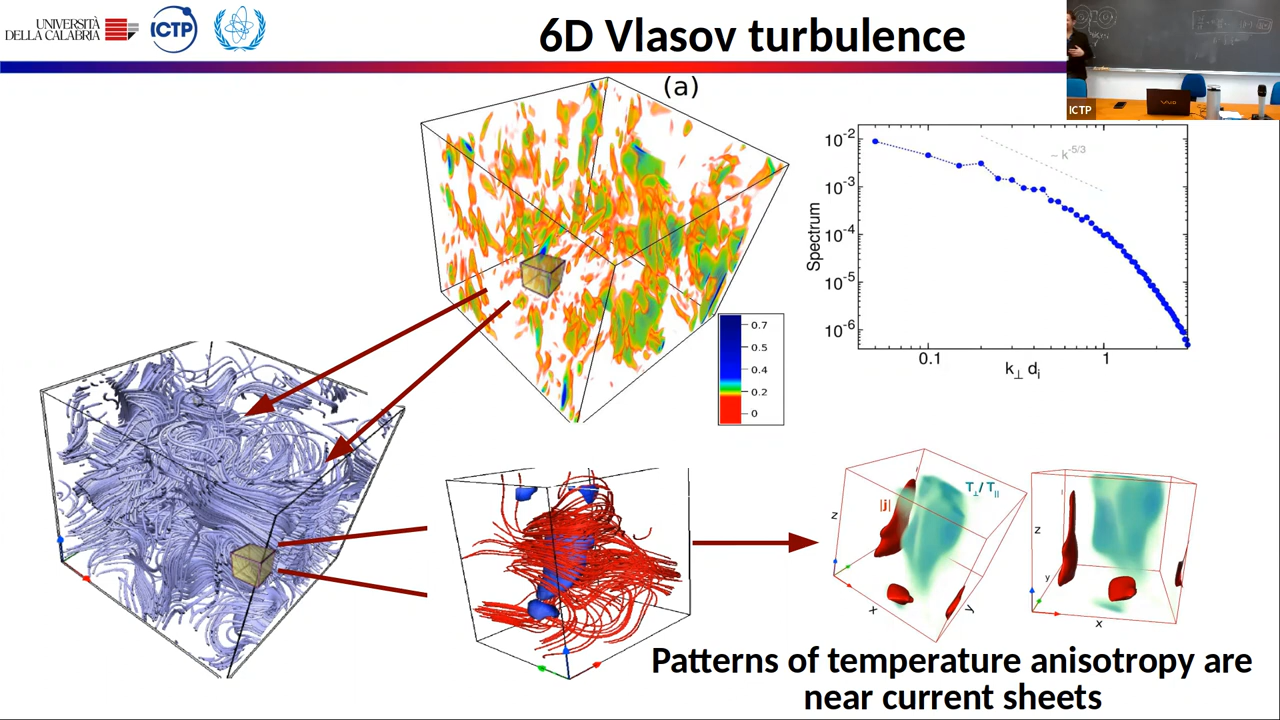 UNIVERSITÀ
DELLA CALABRIA
ICTP
6D Vlasov turbulence
ICTP
(a)
0.7
0.5
0.4
0.2
0
10-2
10-3
10-4
10-5
10-6
~ k-5/3
Spectrum
0.1
1
k⊥ di
|j|
T⊥/ T||
z
x
y
z
y
x
Patterns of temperature anisotropy are
near current sheets